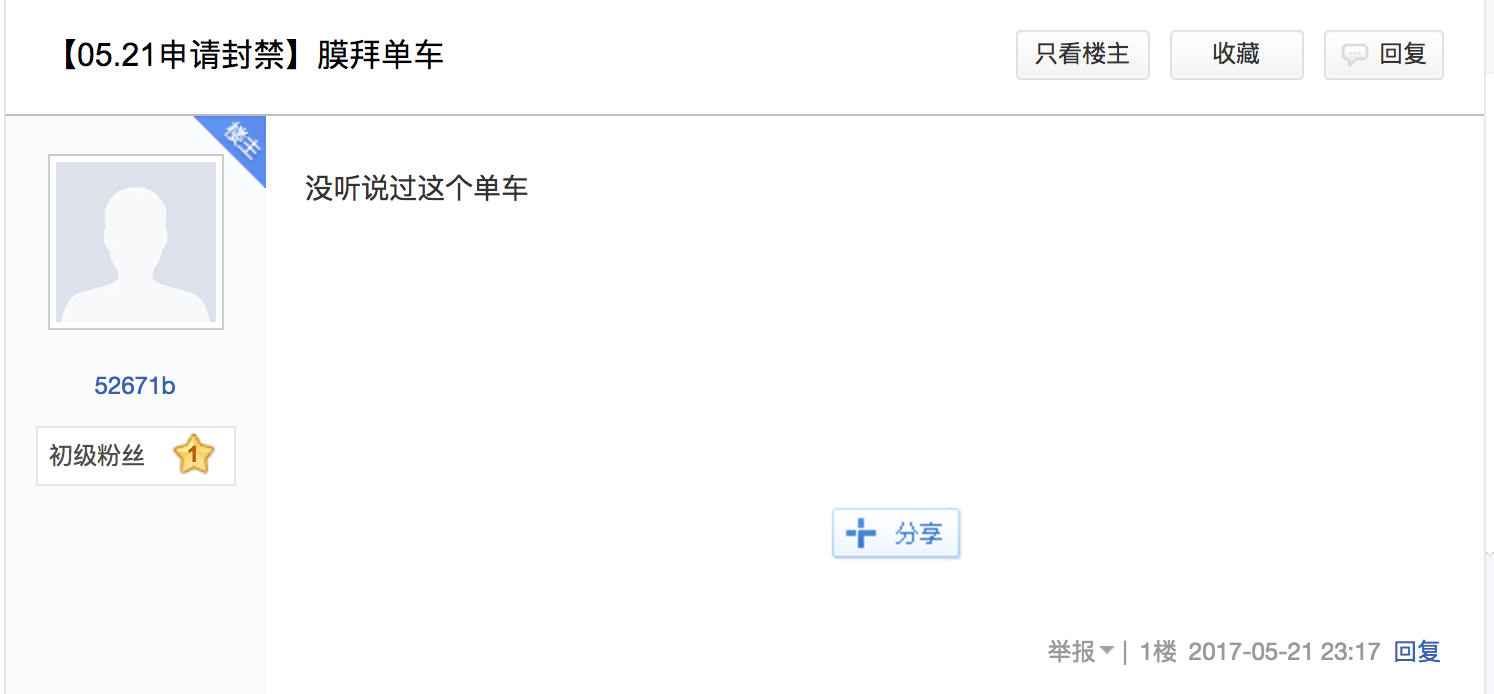 【05.21申请封禁】膜拜单车
只看楼主
收藏
回复
楼主
没听说过这个单车
52671b
初级粉丝 1
分享
举报 | 1楼 2017-05-21 23:17 回复